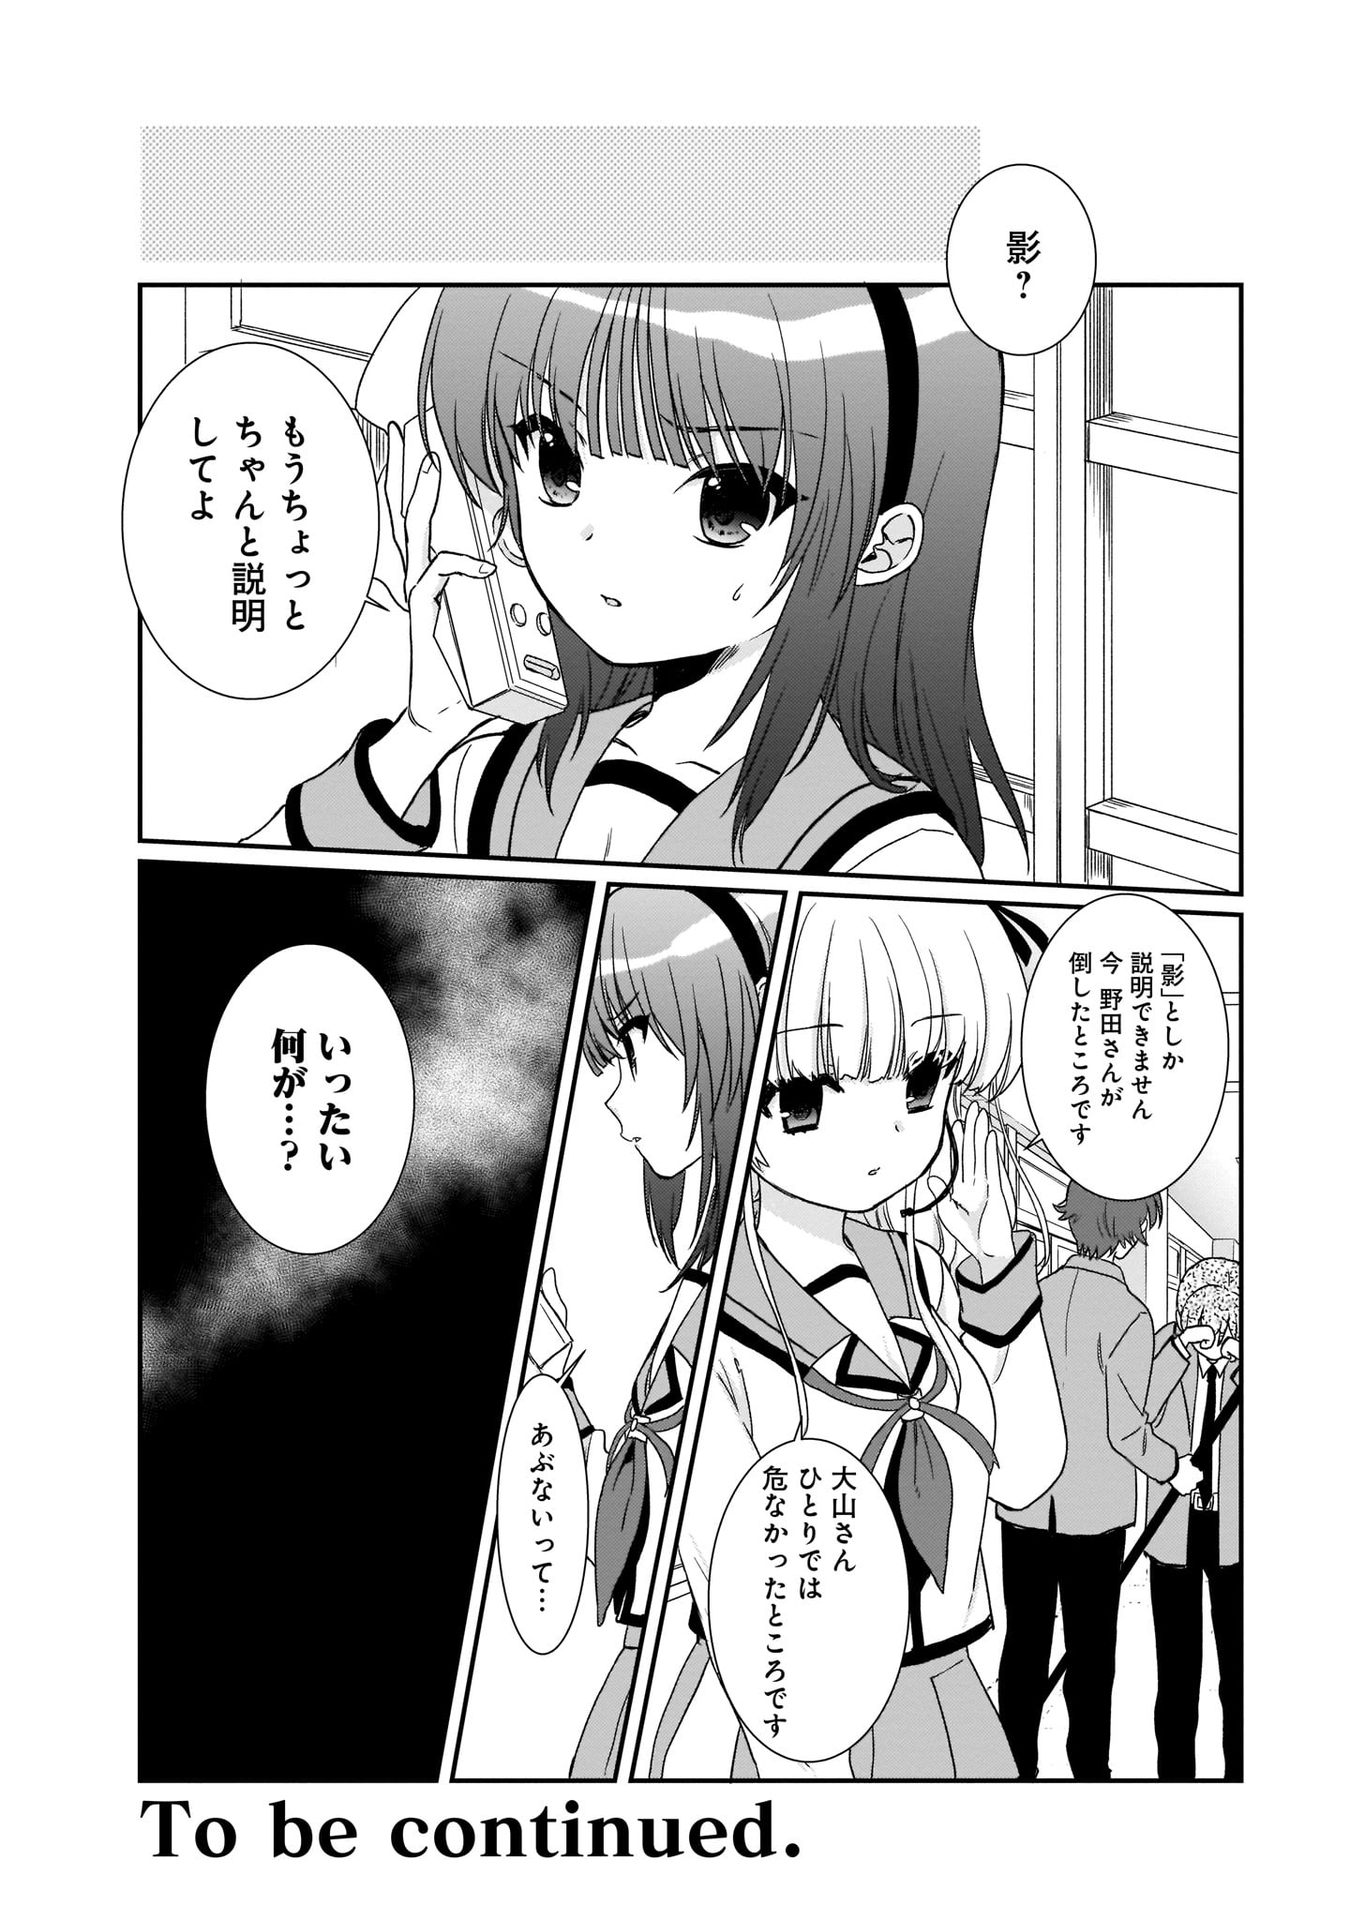 影?
もうちょっと
ちゃんと説明
してよ
「影」としか
説明できません
今 野田さんが
倒したところです
大山さん
ひとりでは
危なかったところです
あぶないって…
いったい
何が…?
To be continued.